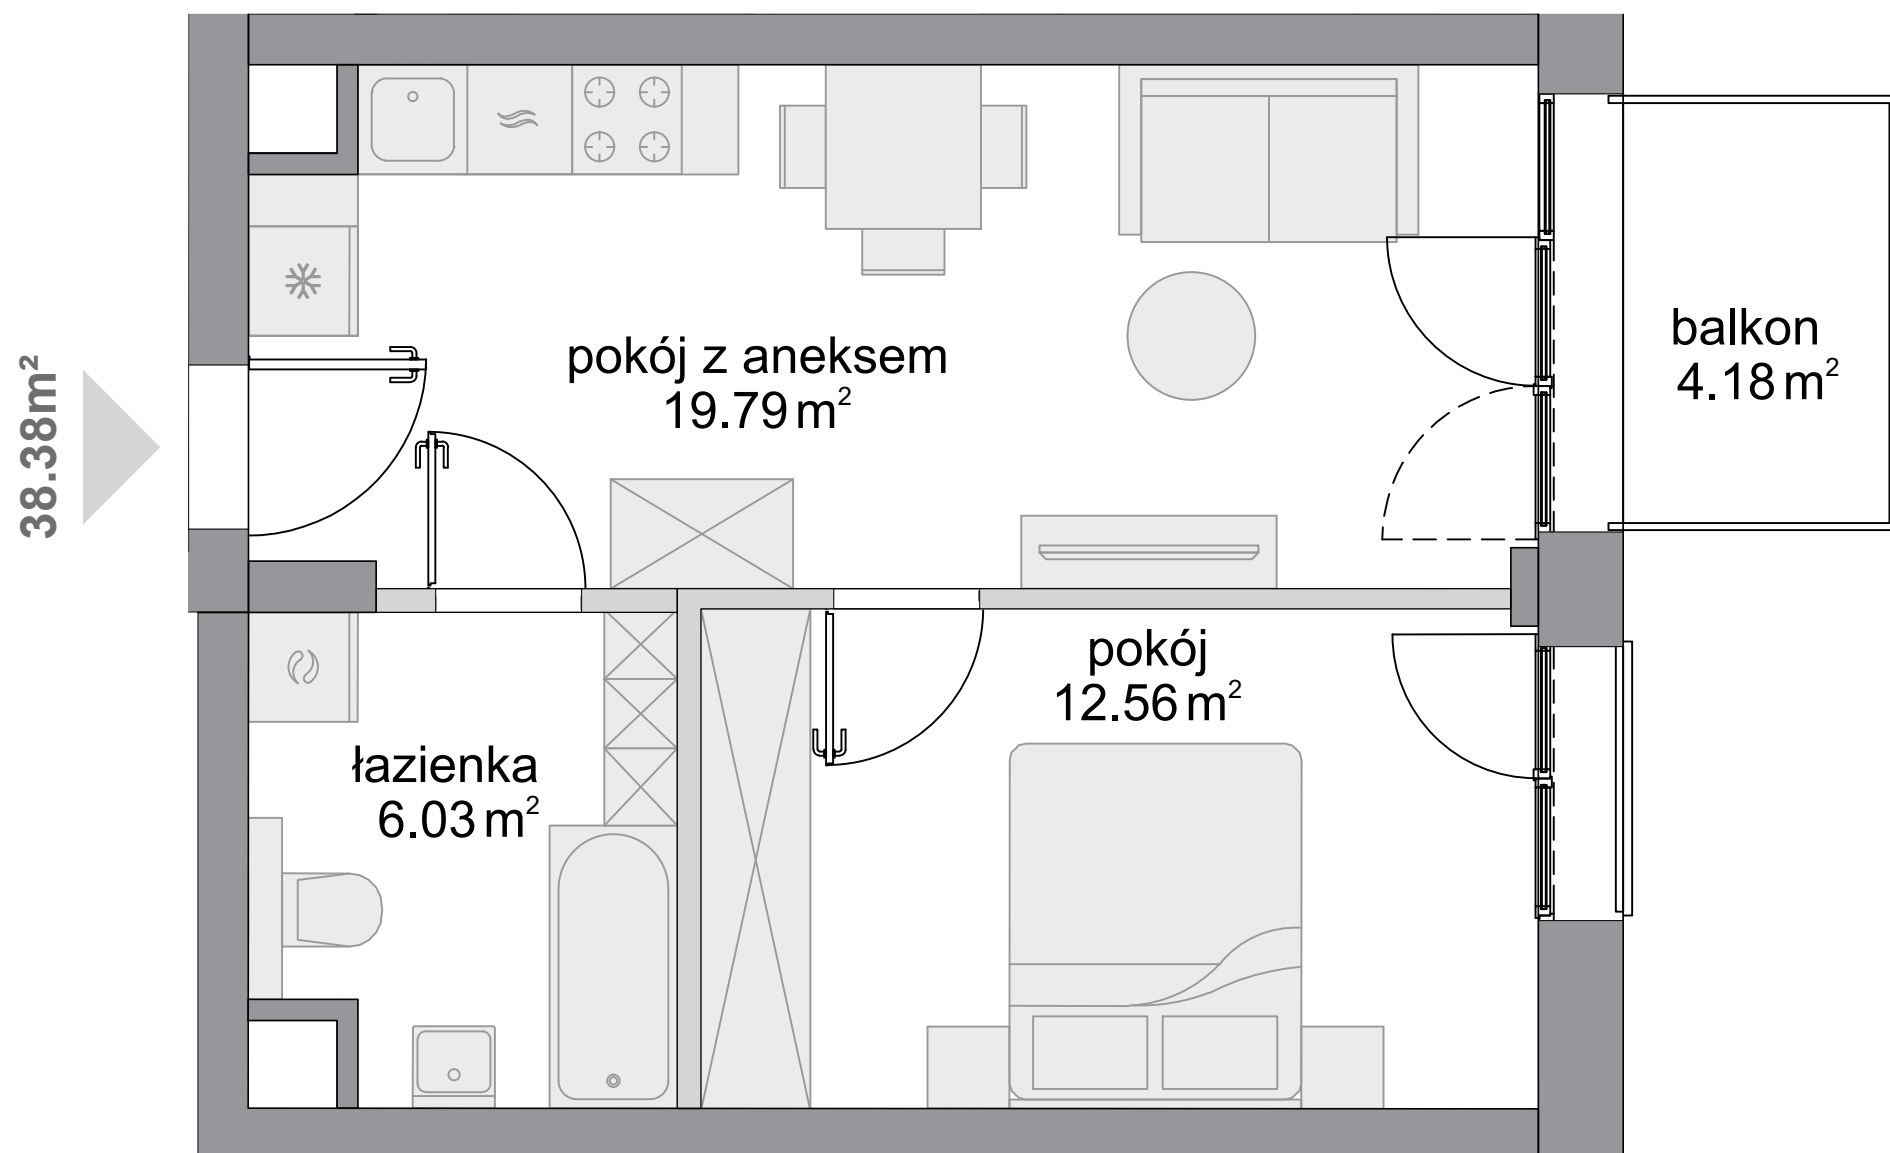 38.38m²
pokój z aneksem
19.79 m²
balkon
4.18 m²
pokój
12.56 m²
łazienka
6.03 m²